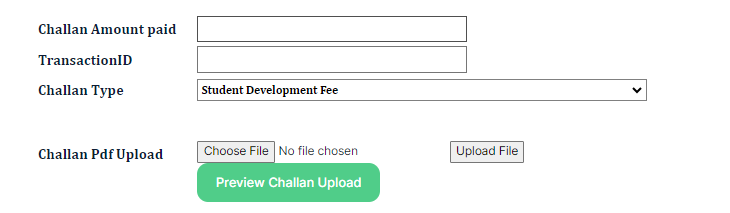 Challan Amount paid
TransactionID
Challan Type Student Development Fee
Challan Pdf Upload Choose File No file chosen Upload File
Preview Challan Upload